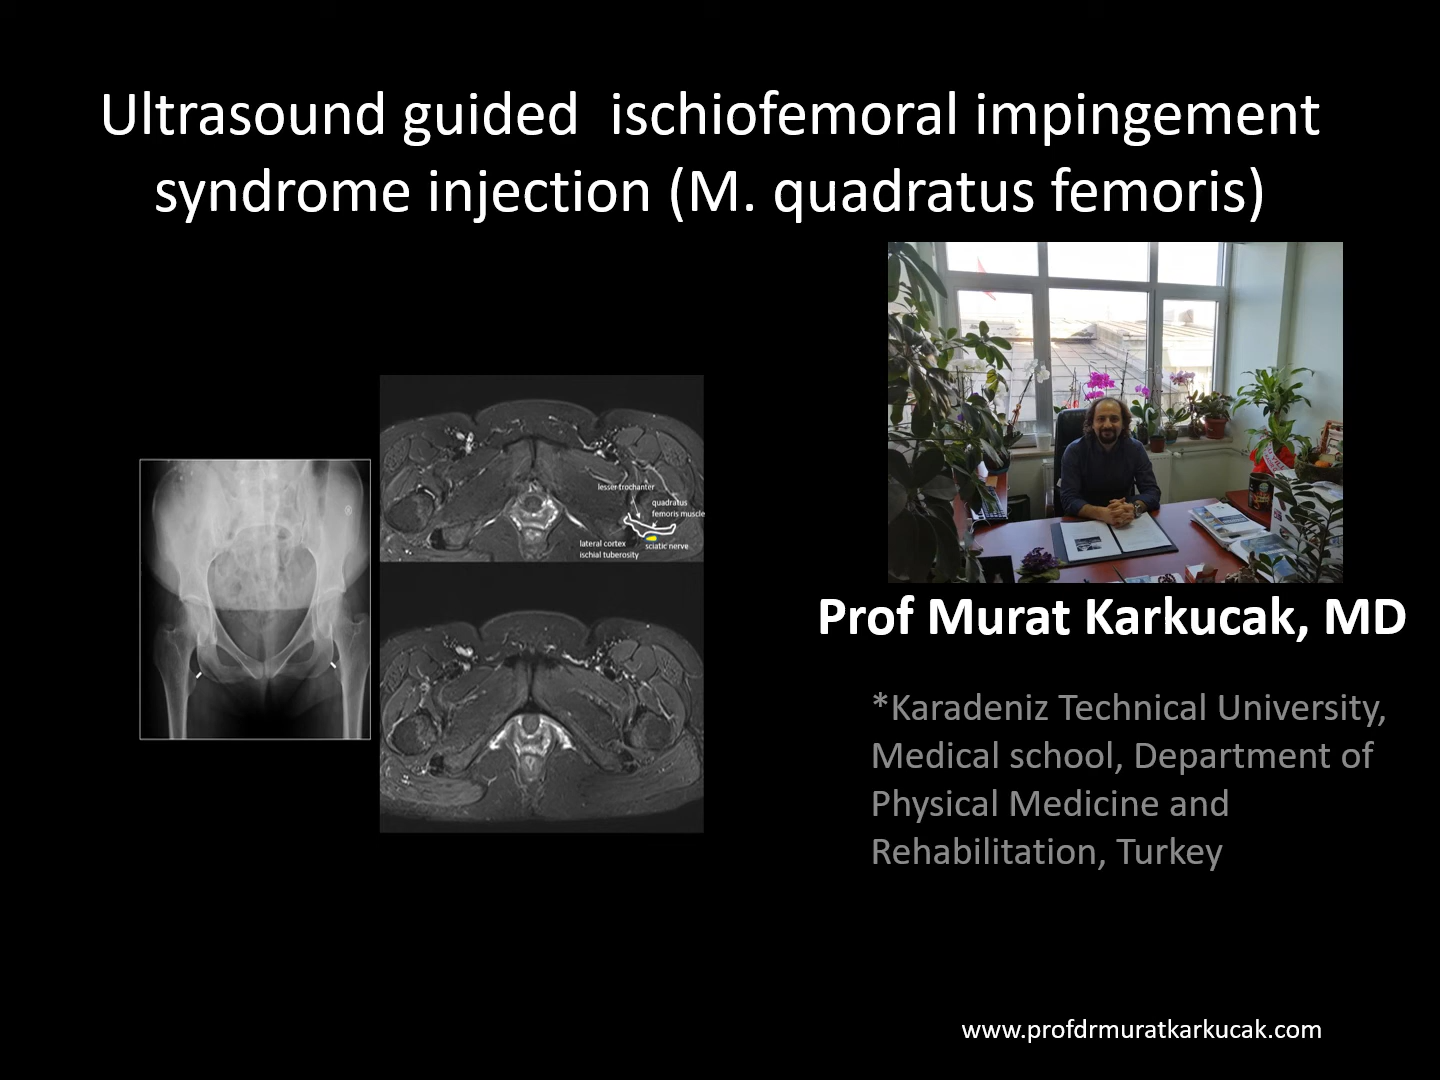 Ultrasound guided  ischiofemoral impingement
syndrome injection (M. quadratus femoris)
lesser trochanter
quadratus
femoris muscle
lateral cortex
ischial tuberosity
sciatic nerve
Prof Murat Karkucak, MD
*Karadeniz Technical University,
Medical school, Department of
Physical Medicine and
Rehabilitation, Turkey
www.profdrmuratkarkucak.com